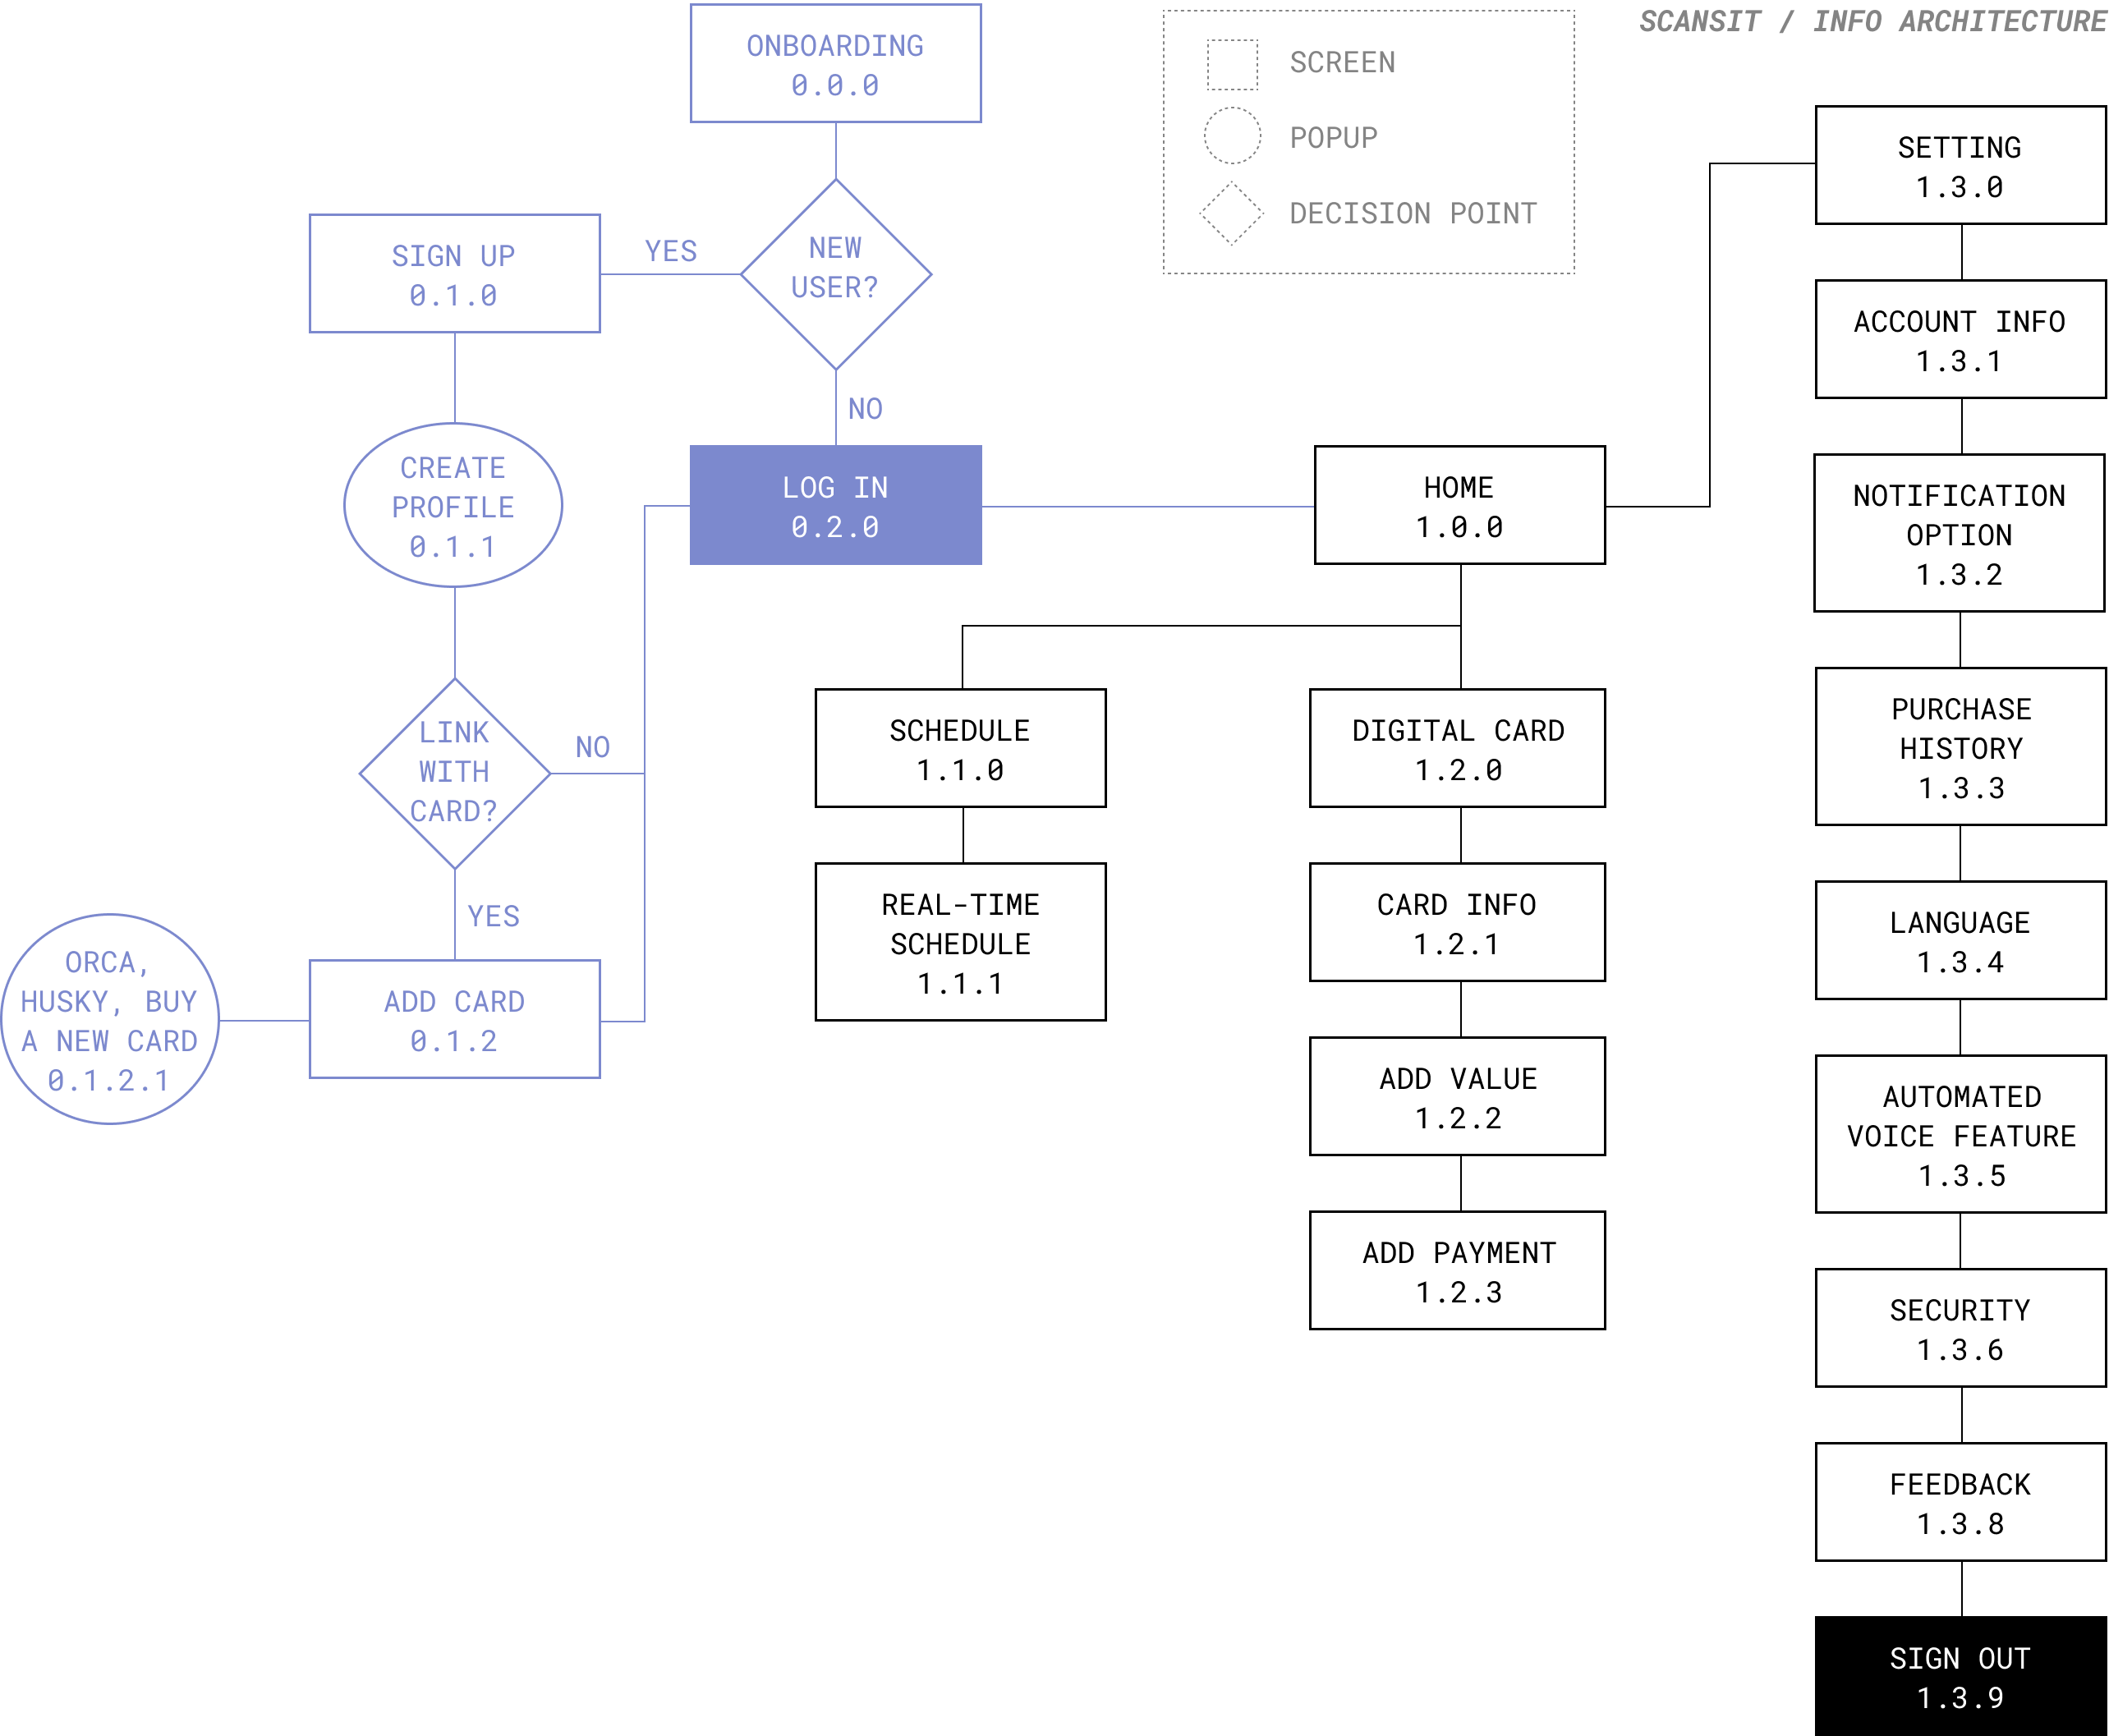 SCANSIT / INFO ARCHITECTURE
SCREEN
POPUP
DECISION POINT
ONBOARDING
0.0.0
NEW
USER?
YES
NO
SIGN UP
0.1.0
CREATE
PROFILE
0.1.1
LINK
WITH
CARD?
NO
YES
ADD CARD
0.1.2
ORCA,
HUSKY, BUY
A NEW CARD
0.1.2.1
LOG IN
0.2.0
HOME
1.0.0
SCHEDULE
1.1.0
REAL-TIME
SCHEDULE
1.1.1
DIGITAL CARD
1.2.0
CARD INFO
1.2.1
ADD VALUE
1.2.2
ADD PAYMENT
1.2.3
SETTING
1.3.0
ACCOUNT INFO
1.3.1
NOTIFICATION
OPTION
1.3.2
PURCHASE
HISTORY
1.3.3
LANGUAGE
1.3.4
AUTOMATED
VOICE FEATURE
1.3.5
SECURITY
1.3.6
FEEDBACK
1.3.8
SIGN OUT
1.3.9